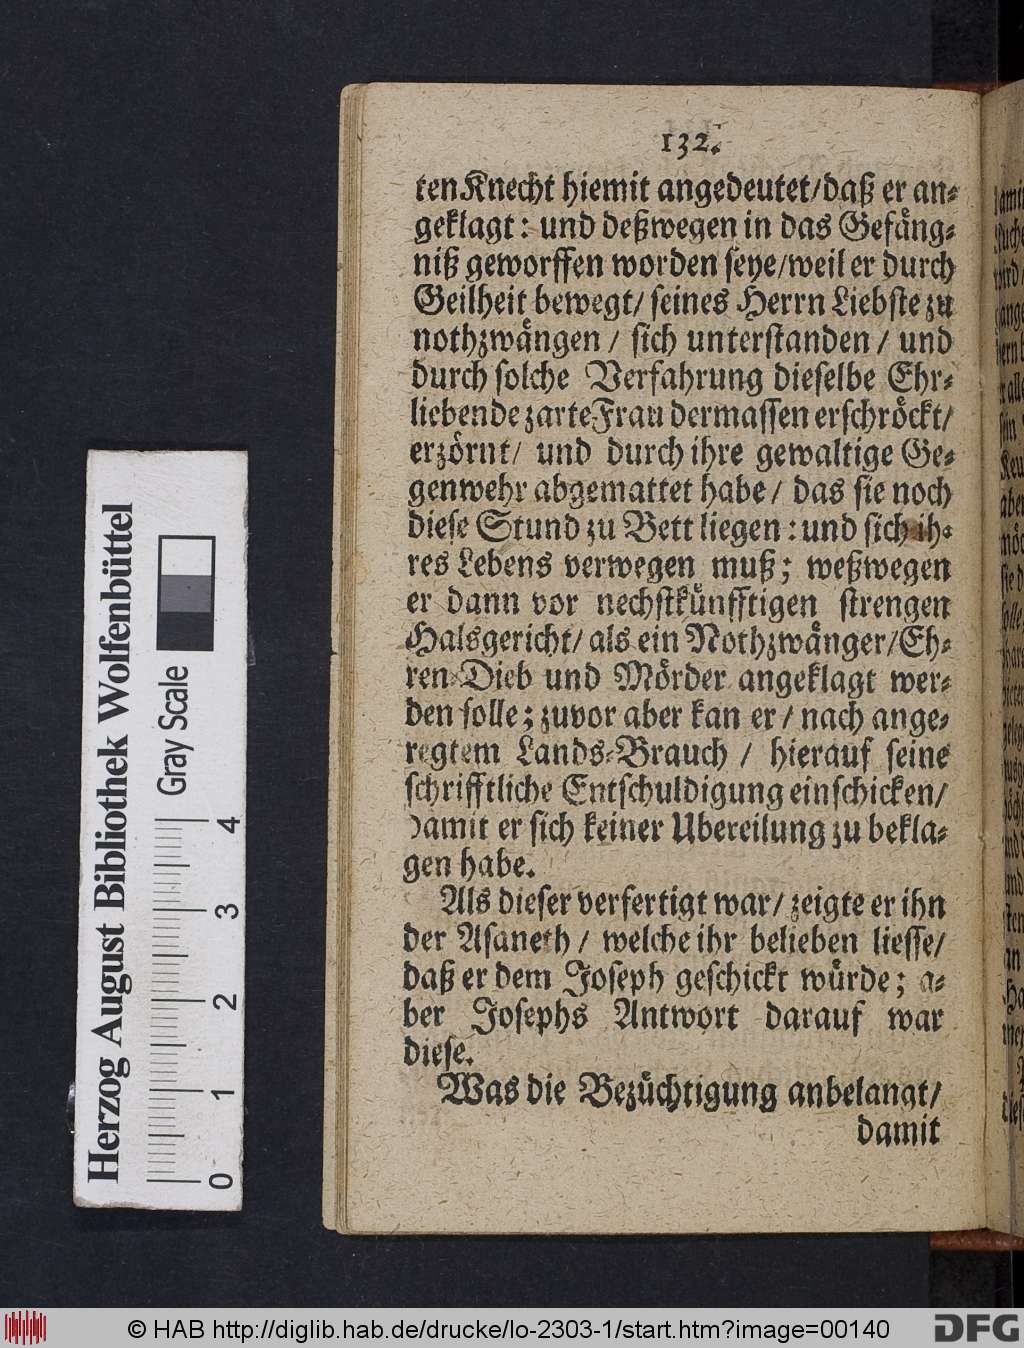 132.
ten Knecht hiemit angedeutet/daß er an-
geklagt: und deßwegen in das Gefäng-
niß geworffen worden seye/weil er durch
Geilheit bewegt/ seines Herrn Liebste zu
nothzwängen / sich unterstanden / und
durch solche Verfahrung dieselbe Ehr-
liebende zarte Frau dermassen erschröckt/
erzörnt/ und durch ihre gewaltige Ge-
genwehr abgemattet habe / das sie noch
diese Stund zu Bett liegen: und sich ih-
res Lebens verwegen muß; weßwegen
er dann vor nechstkünfftigen strengen
Halsgericht/ als ein Nothzwänger/Eh-
ren-Dieb und Mörder angeklagt wer-
den solle; zuvor aber kan er / nach ange-
regtem Lands-Brauch / hierauf seine
schrifftliche Entschuldigung einschicken/
damit er sich keiner Ubereilung zu bekla-
gen habe.
Als dieser verfertigt war/ zeigte er ihn
der Asaneth / welche ihr belieben liesse/
daß er dem Joseph geschickt würde; a-
ber Josephs Antwort darauf war
diese.
Was die Bezüchtigung anbelangt/
damit
Herzog August Bibliothek Wolfenbüttel
Gray Scale
0 1 2 3 4
© HAB http://diglib.hab.de/drucke/lo-2303-1/start.htm?image=00140
DFG